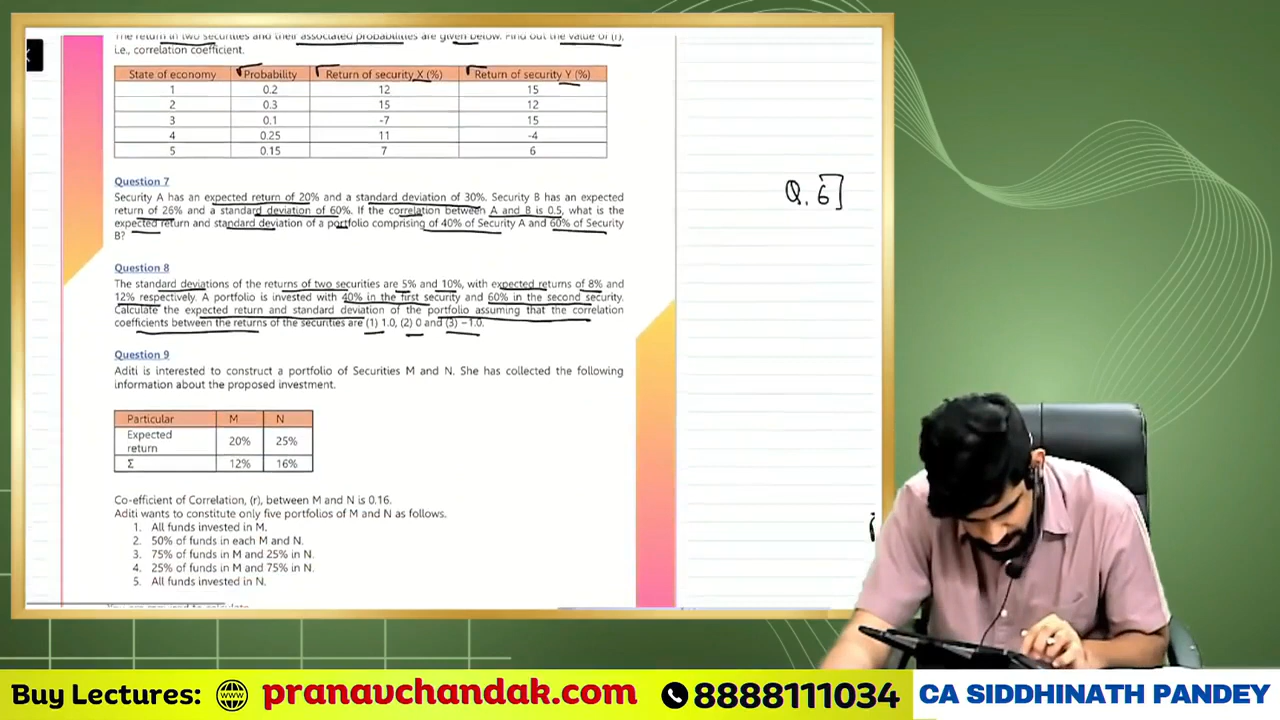 The return in two securities and their associated probabilities are given below. Find out the value of (r),
i.e., correlation coefficient.
State of economy Probability Return of security X (%) Return of security Y (%)
1 0.2 12 15
2 0.3 15 12
3 0.1 -7 15
4 0.25 11 -4
5 0.15 7 6
Question 7
Security A has an expected return of 20% and a standard deviation of 30%. Security B has an expected
return of 26% and a standard deviation of 60%. If the correlation between A and B is 0.5, what is the
expected return and standard deviation of a portfolio comprising of 40% of Security A and 60% of Security
B?
Question 8
The standard deviations of the returns of two securities are 5% and 10%, with expected returns of 8% and
12% respectively. A portfolio is invested with 40% in the first security and 60% in the second security.
Calculate the expected return and standard deviation of the portfolio assuming that the correlation
coefficients between the returns of the securities are (1) 1.0, (2) 0 and (3) −1.0.
Question 9
Aditi is interested to construct a portfolio of Securities M and N. She has collected the following
information about the proposed investment.
Particular M N
Expected return 20% 25%
Σ 12% 16%
Co-efficient of Correlation, (r), between M and N is 0.16.
Aditi wants to constitute only five portfolios of M and N as follows.
1. All funds invested in M.
2. 50% of funds in each M and N.
3. 75% of funds in M and 25% in N.
4. 25% of funds in M and 75% in N.
5. All funds invested in N.
Q. 6]
Buy Lectures: pranavchandak.com 8888111034 CA SIDDHINATH PANDEY